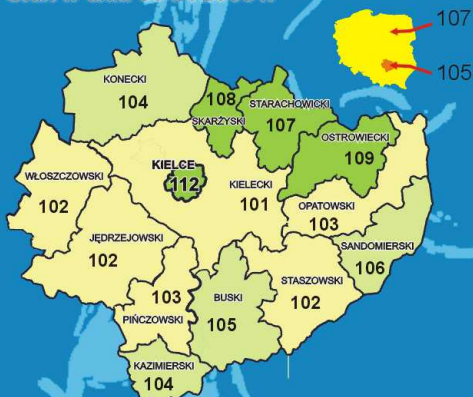 107
105
KONECKI
104
108
SKARŻYSKI
STARACHOWICKI
107
OSTROWIECKI
109
WŁOSZCZOWSKI
102
KIELCE
112
KIELECKI
101
OPATOWSKI
103
SANDOMIERSKI
106
JĘDRZEJOWSKI
102
103
PIŃCZOWSKI
BUSKI
105
STASZOWSKI
102
KAZIMIERSKI
104